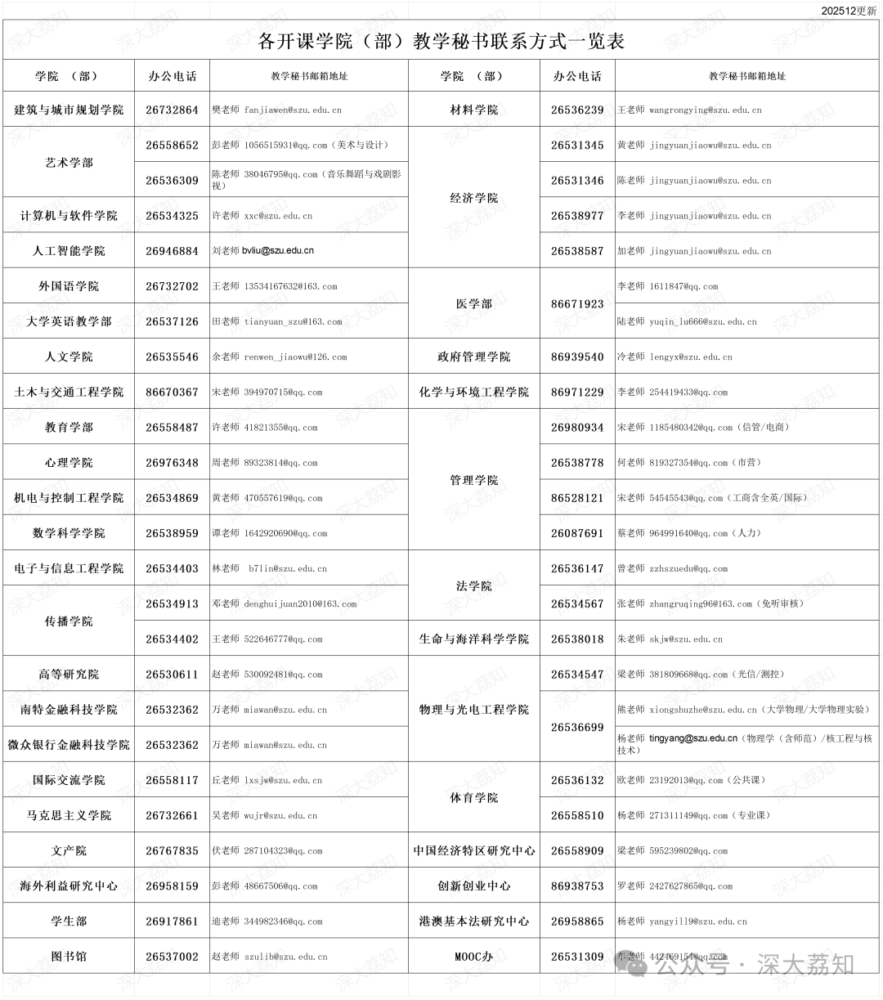 202512更新
各开课学院（部）教学秘书联系方式一览表
学院 （部） 办公电话 教学秘书邮箱地址 学院 （部） 办公电话 教学秘书邮箱地址
建筑与城市规划学院 26732864 樊老师 fanjiawen@szu.edu.cn 材料学院 26536239 王老师 wangrongying@szu.edu.cn
艺术学部 26558652 彭老师 1056515931@qq.com（美术与设计） 经济学院 26531345 黄老师 jingyuanjiaowu@szu.edu.cn
26536309 陈老师 38046795@qq.com（音乐舞蹈与戏剧影
视） 26531346 陈老师 jingyuanjiaowu@szu.edu.cn
计算机与软件学院 26534325 许老师 xxc@szu.edu.cn 26538977 李老师 jingyuanjiaowu@szu.edu.cn
人工智能学院 26946884 刘老师 bvliu@szu.edu.cn 26538587 加老师 jingyuanjiaowu@szu.edu.cn
外国语学院 26732702 王老师 13534167632@163.com 医学部 86671923 李老师 1611847@qq.com
大学英语教学部 26537126 田老师 tianyuan_szu@163.com 陆老师 yuqin_lu666@szu.edu.cn
人文学院 26535546 余老师 renwen_jiaowu@126.com 政府管理学院 86939540 冷老师 lengyx@szu.edu.cn
土木与交通工程学院 86670367 宋老师 394970715@qq.com 化学与环境工程学院 86971229 李老师 254419433@qq.com
教育学部 26558487 许老师 41821355@qq.com 管理学院 26980934 宋老师 1185480342@qq.com（信管/电商）
心理学院 26976348 周老师 89323814@qq.com 26538778 何老师 819327354@qq.com（市营）
机电与控制工程学院 26534869 黄老师 470557619@qq.com 86528121 宋老师 54545543@qq.com（工商含全英/国际）
数学科学学院 26538959 谭老师 1642920690@qq.com 26087691 蔡老师 964991640@qq.com（人力）
电子与信息工程学院 26534403 林老师 b7lin@szu.edu.cn 法学院 26536147 曾老师 zzhszuedu@qq.com
传播学院 26534913 邓老师 denghuijuan2010@163.com 26534567 张老师 zhangruqing96@163.com（免听审核）
26534402 王老师 522646777@qq.com 生命与海洋科学学院 26538018 朱老师 skjw@szu.edu.cn
高等研究院 26530611 赵老师 530092481@qq.com 物理与光电工程学院 26534547 梁老师 381809668@qq.com（光信/测控）
南特金融科技学院 26532362 万老师 miawan@szu.edu.cn 26536699 熊老师 xiongshuzhe@szu.edu.cn（大学物理/大学物理实验）
微众银行金融科技学院 26532362 万老师 miawan@szu.edu.cn 杨老师 tingyang@szu.edu.cn（物理学（含师范）/核工程与核
技术）
国际交流学院 26558117 丘老师 lxsjw@szu.edu.cn 体育学院 26536132 欧老师 23192013@qq.com（公共课）
马克思主义学院 26732661 吴老师 wujr@szu.edu.cn 26558510 杨老师 271311149@qq.com（专业课）
文产院 26767835 伏老师 287104323@qq.com 中国经济特区研究中心 26558909 梁老师 595239802@qq.com
海外利益研究中心 26958159 彭老师 48667506@qq.com 创新创业中心 86938753 罗老师 2427627865@qq.com
学生部 26917861 迪老师 344982346@qq.com 港澳基本法研究中心 26958865 杨老师 yangyill9@szu.edu.cn
图书馆 26537002 赵老师 szulib@szu.edu.cn MOOC办 26531309 车老师 442469154@qq.com
公众号 · 深大荔知